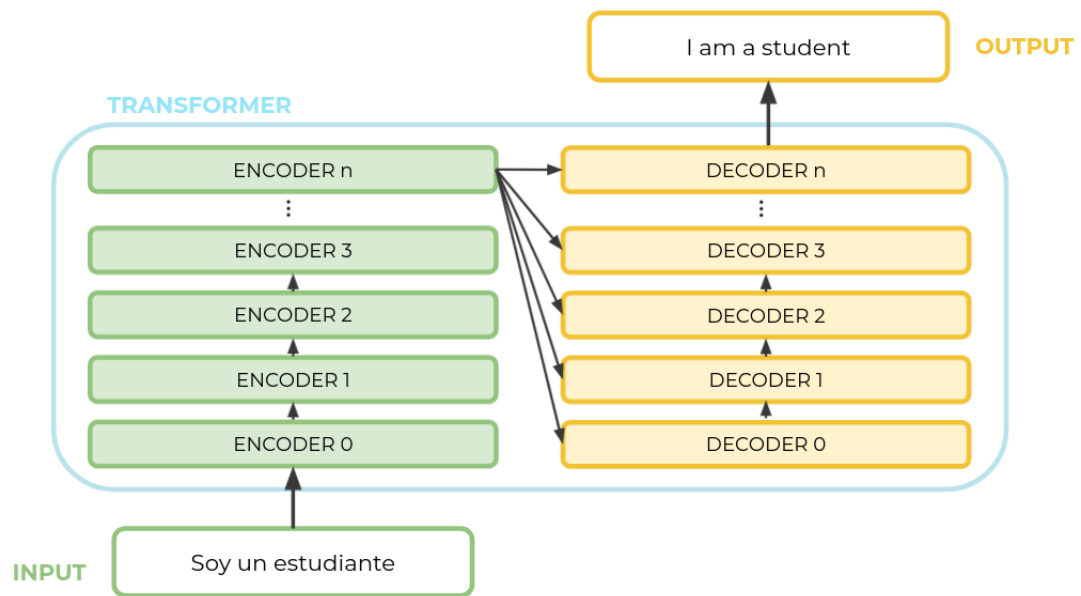 I am a student
OUTPUT
TRANSFORMER
ENCODER n
DECODER n
...
...
ENCODER 3
DECODER 3
ENCODER 2
DECODER 2
ENCODER 1
DECODER 1
ENCODER 0
DECODER 0
Soy un estudiante
INPUT